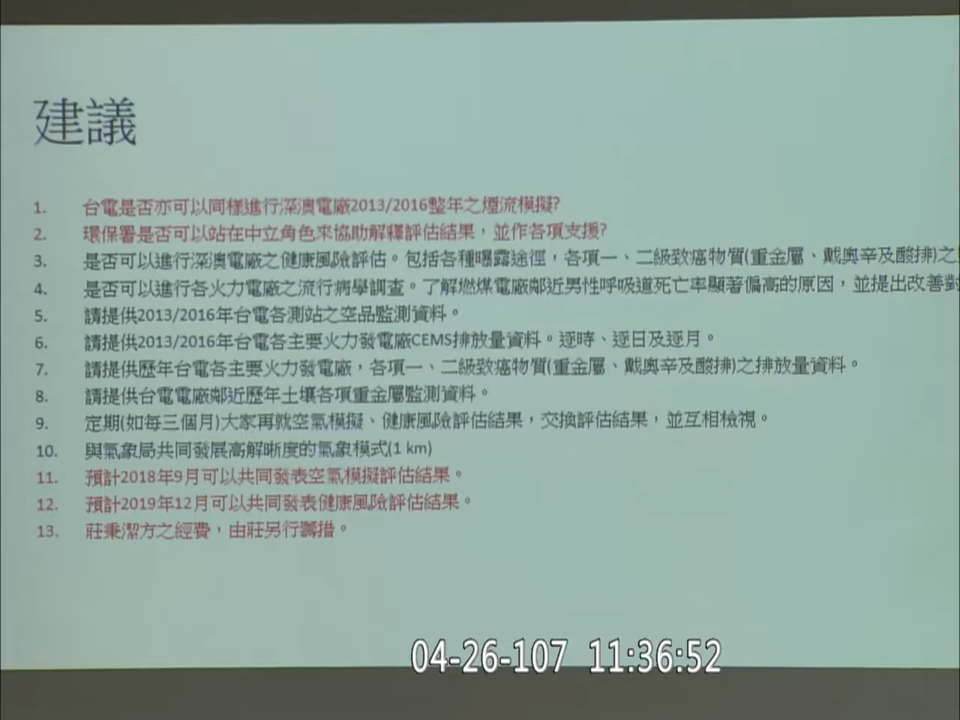 建議
1. 台電是否亦可以同樣進行深澳電廠2013/2016整年之煙流模擬?
2. 環保署是否可以站在中立角色來協助解釋評估結果，並作各項支援?
3. 是否可以進行深澳電廠之健康風險評估。包括各種曝露途徑，各項一、二級致癌物質(重金屬、戴奧辛及酸排)之
4. 是否可以進行各火力電廠之流行病學調查。了解燃煤電廠鄰近男性呼吸道死亡率顯著偏高的原因，並提出改善對
5. 請提供2013/2016年台電各測站之空品監測資料。
6. 請提供2013/2016年台電各主要火力發電廠CEMS排放量資料。逐時、逐日及逐月。
7. 請提供歷年台電各主要火力發電廠，各項一、二級致癌物質(重金屬、戴奧辛及酸排)之排放量資料。
8. 請提供台電電廠鄰近歷年土壤各項重金屬監測資料。
9. 定期(如每三個月)大家再就空氣模擬、健康風險評估結果，交換評估結果，並互相檢視。
10. 與氣象局共同發展高解晰度的氣象模式(1 km)
11. 預計2018年9月可以共同發表空氣模擬評估結果。
12. 預計2019年12月可以共同發表健康風險評估結果。
13. 莊秉潔方之經費，由莊另行籌措。
04-26-107 11:36:52